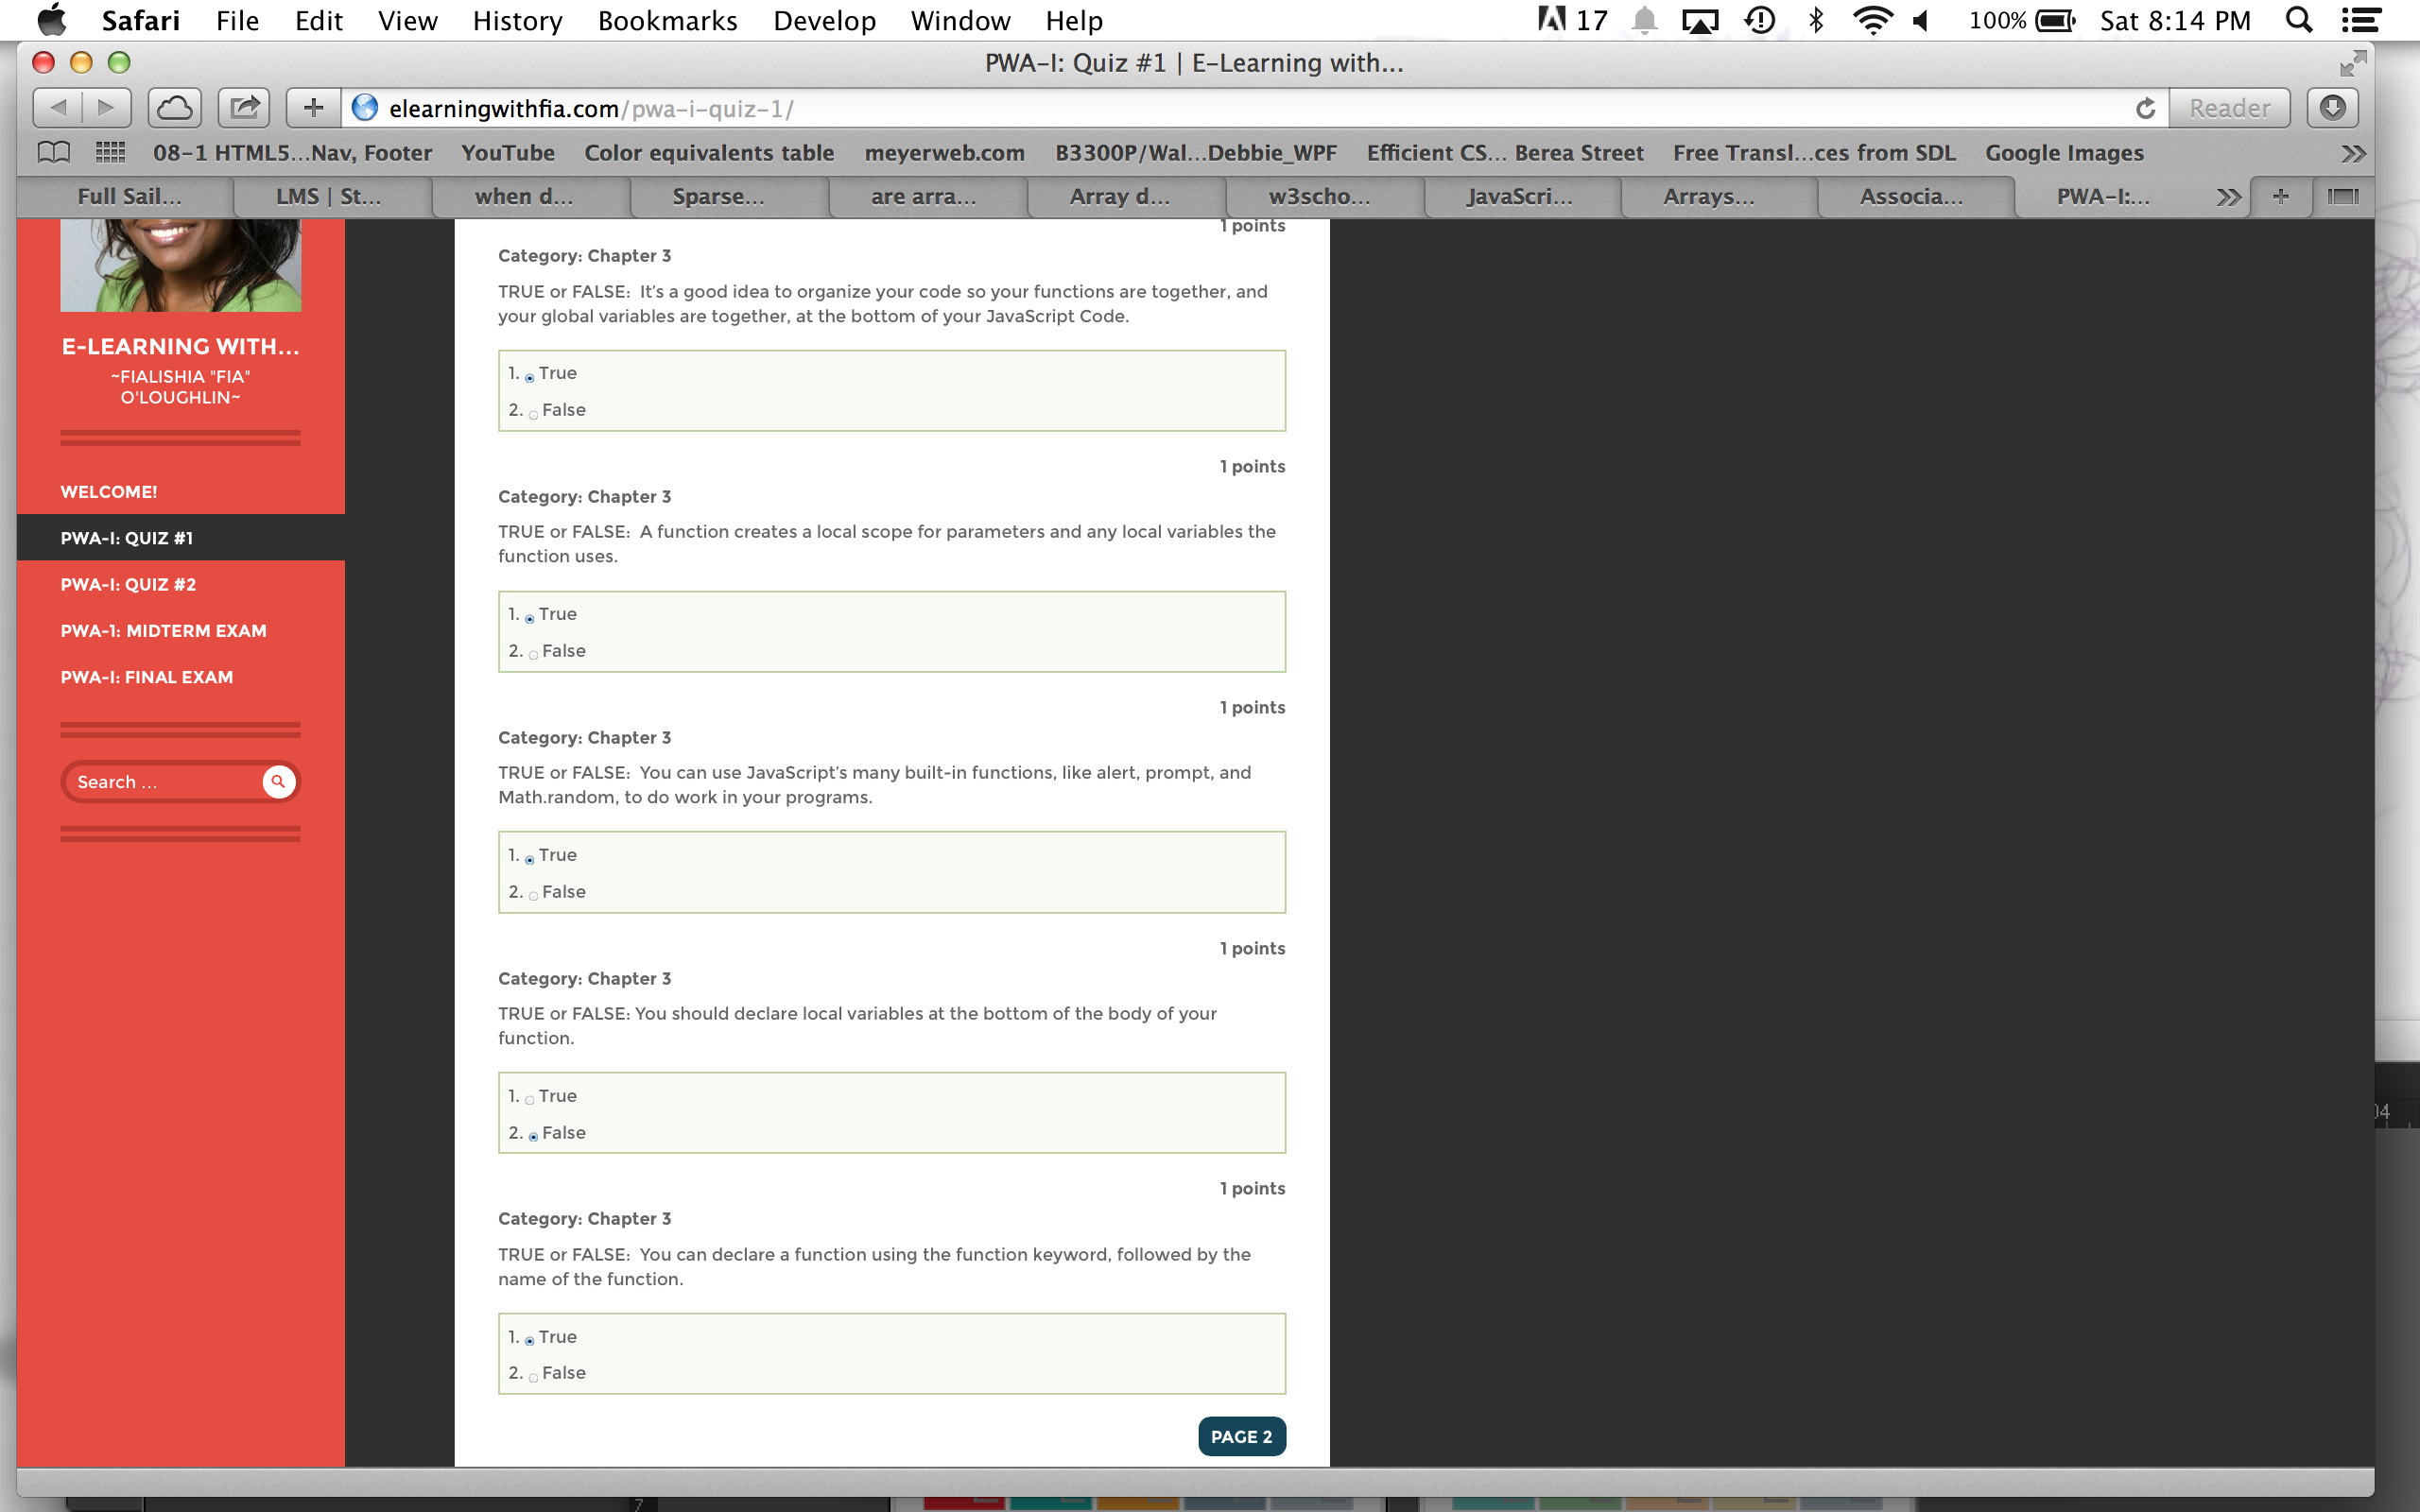 Safari File Edit View History Bookmarks Develop Window Help 17 100% Sat 8:14 PM
PWA-I: Quiz #1 | E-Learning with...
elearningwithfia.com/pwa-i-quiz-1/ Reader
08-1 HTML5...Nav, Footer YouTube Color equivalents table meyerweb.com B3300P/Wal...Debbie_WPF Efficient CS... Berea Street Free Transl...ces from SDL Google Images
Full Sail... LMS | St... when d... Sparse... are arra... Array d... w3scho... JavaScri... Arrays... Associa... PWA-I:...
E-LEARNING WITH...
~FIALISHIA "FIA"
O'LOUGHLIN~
WELCOME!
PWA-I: QUIZ #1
PWA-I: QUIZ #2
PWA-1: MIDTERM EXAM
PWA-I: FINAL EXAM
Search ...
1 points
Category: Chapter 3
TRUE or FALSE: It's a good idea to organize your code so your functions are together, and
your global variables are together, at the bottom of your JavaScript Code.
1. True
2. False
1 points
Category: Chapter 3
TRUE or FALSE: A function creates a local scope for parameters and any local variables the
function uses.
1. True
2. False
1 points
Category: Chapter 3
TRUE or FALSE: You can use JavaScript's many built-in functions, like alert, prompt, and
Math.random, to do work in your programs.
1. True
2. False
1 points
Category: Chapter 3
TRUE or FALSE: You should declare local variables at the bottom of the body of your
function.
1. True
2. False
1 points
Category: Chapter 3
TRUE or FALSE: You can declare a function using the function keyword, followed by the
name of the function.
1. True
2. False
PAGE 2